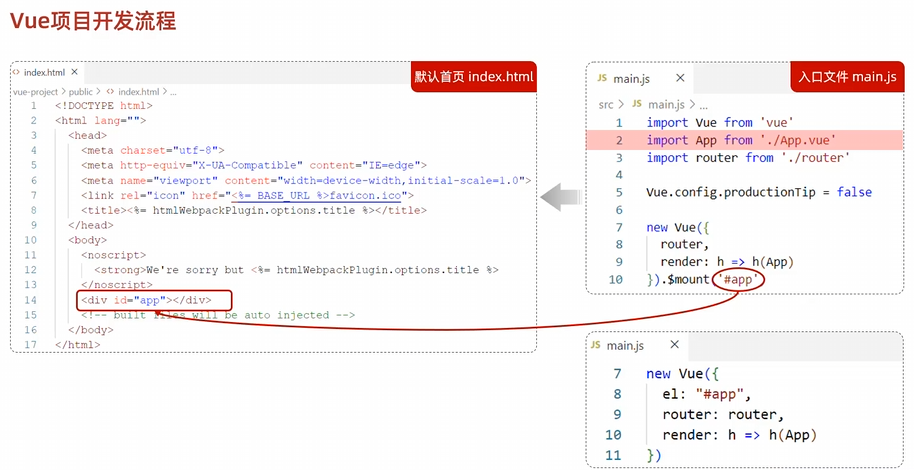 Vue项目开发流程
index.html ×
默认首页 index.html
vue-project > public > index.html > ...
1 <!DOCTYPE html>
2 <html lang="">
3 <head>
4 <meta charset="utf-8">
5 <meta http-equiv="X-UA-Compatible" content="IE=edge">
6 <meta name="viewport" content="width=device-width,initial-scale=1.0">
7 <link rel="icon" href="<%= BASE_URL %>favicon.ico">
8 <title><%= htmlWebpackPlugin.options.title %></title>
9 </head>
10 <body>
11 <noscript>
12 <strong>We're sorry but <%= htmlWebpackPlugin.options.title %>
13 </noscript>
14 <div id="app"></div>
15 <!-- built files will be auto injected -->
16 </body>
17 </html>
JS main.js ×
入口文件 main.js
src > JS main.js > ...
1 import Vue from 'vue'
2 import App from './App.vue'
3 import router from './router'
4
5 Vue.config.productionTip = false
6
7 new Vue({
8 router,
9 render: h => h(App)
10 }).$mount('#app'
JS main.js ×
7 new Vue({
8 el: "#app",
9 router: router,
10 render: h => h(App)
11 })